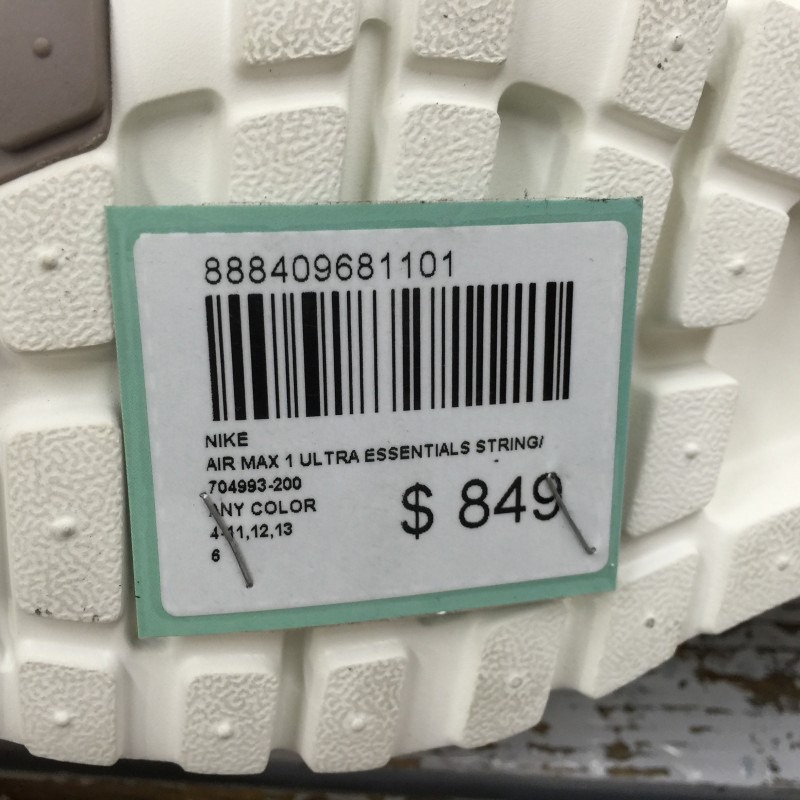 888409681101
NIKE
AIR MAX 1 ULTRA ESSENTIALS STRING/
704993-200
ANY COLOR
4-11,12,13
6
$ 849